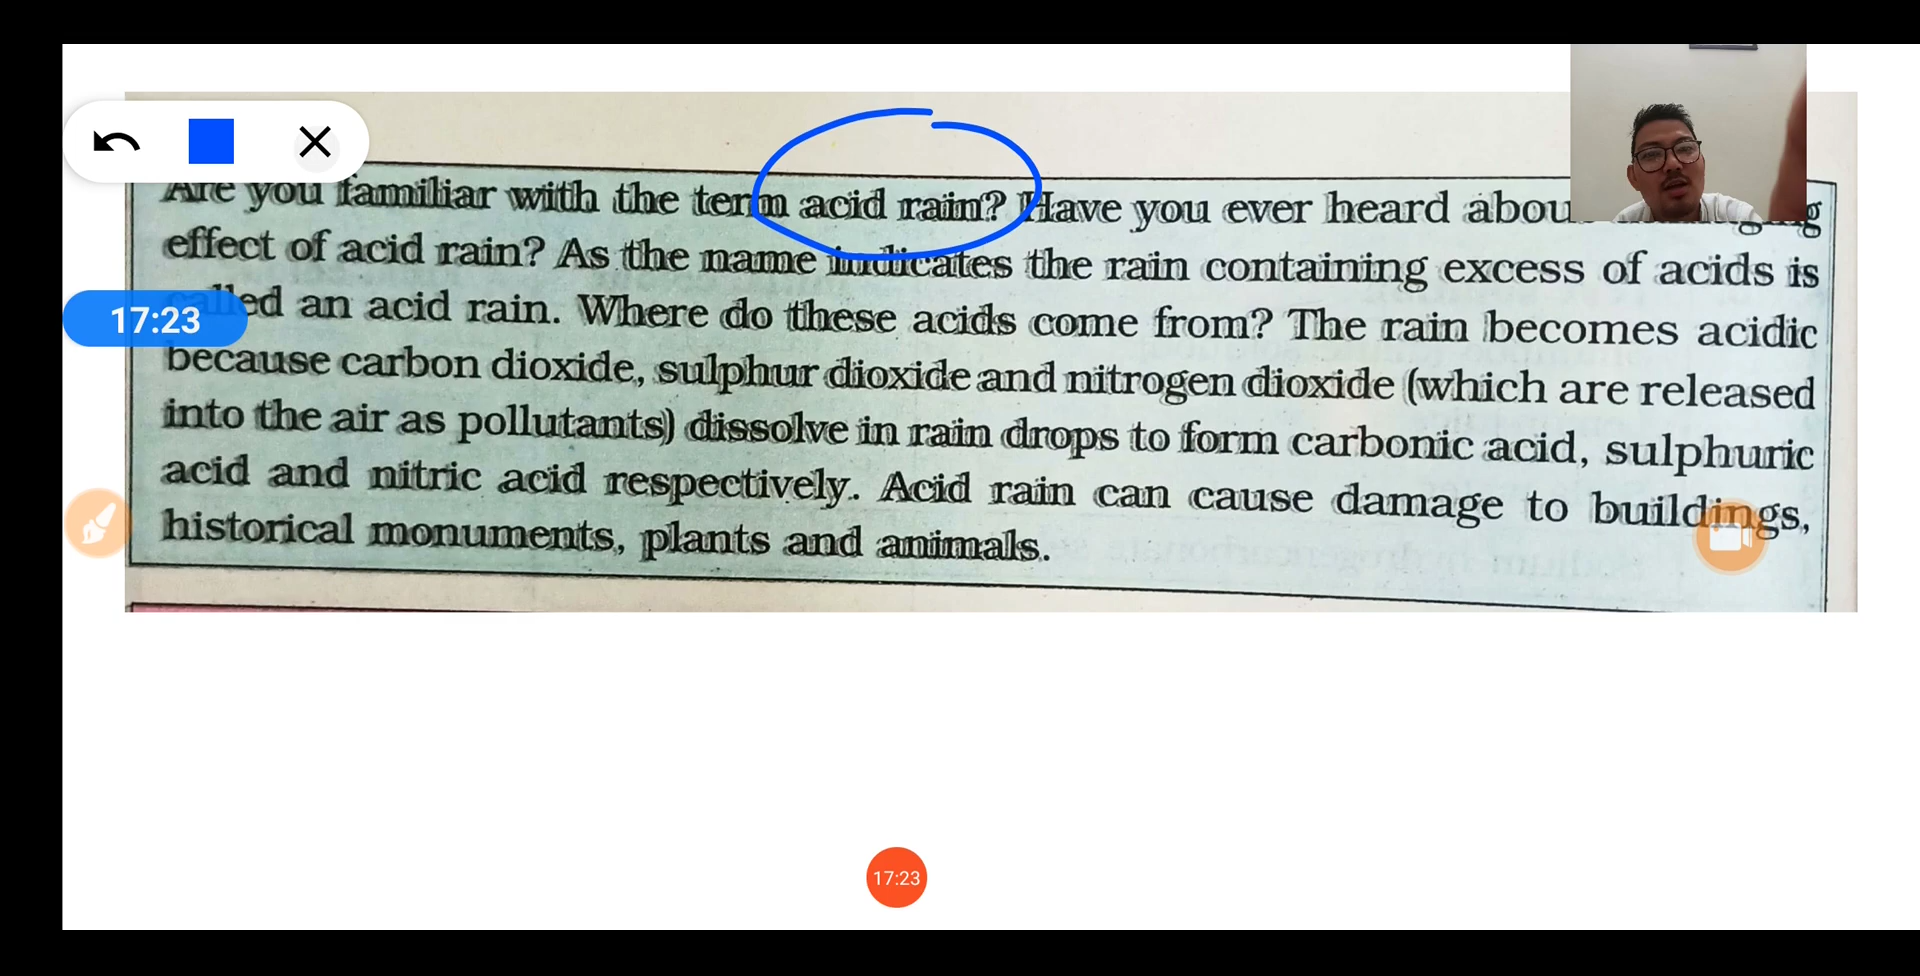 Are you familiar with the term acid rain? Have you ever heard
effect of acid rain? As the name indicates the rain containing excess of acids is
called an acid rain. Where do these acids come from? The rain becomes acidic
17:23
because carbon dioxide, sulphur dioxide and nitrogen dioxide (which are released
into the air as pollutants) dissolve in rain drops to form carbonic acid, sulphuric
acid and nitric acid respectively. Acid rain can cause damage to buildings,
historical monuments, plants and animals.
17:23